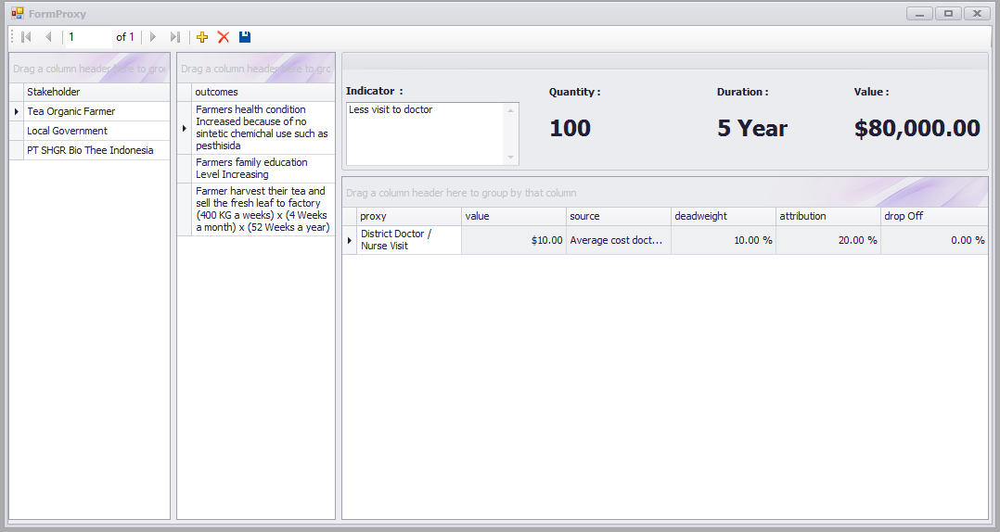 FormProxy
1 of 1
Drag a column header here to gro
Stakeholder
Tea Organic Farmer
Local Government
PT SHGR Bio Thee Indonesia
Drag a column header here to gro
outcomes
Farmers health condition
Increased because of no
sintetic chemichal use such as
pesthisida
Farmers family education
Level Increasing
Farmer harvest their tea and
sell the fresh leaf to factory
(400 KG a weeks) x (4 Weeks
a month) x (52 Weeks a year)
Indicator :
Less visit to doctor
Quantity :
100
Duration :
5 Year
Value :
$80,000.00
Drag a column header here to group by that column
proxy value source deadweight attribution drop Off
District Doctor /
Nurse Visit
$10.00 Average cost doct... 10.00 % 20.00 % 0.00 %